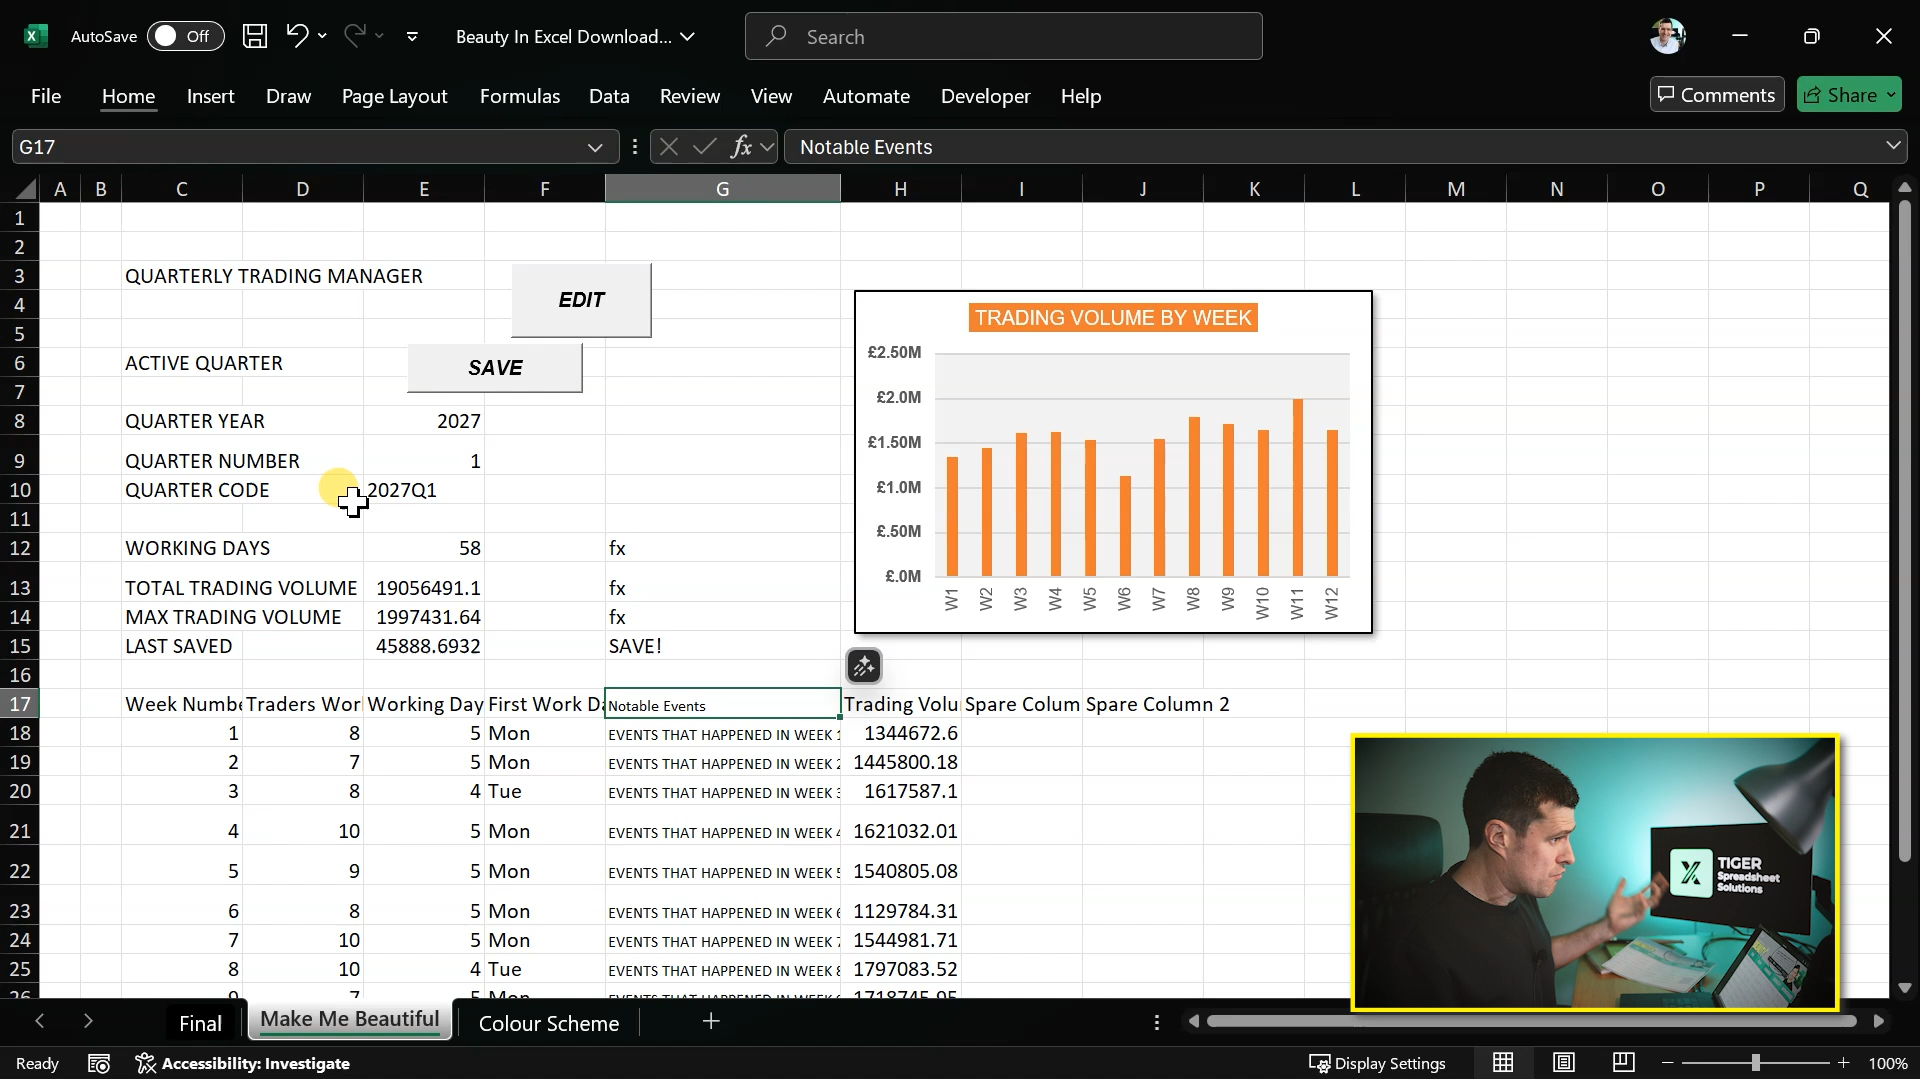 AutoSave Off Beauty In Excel Download... Search
File Home Insert Draw Page Layout Formulas Data Review View Automate Developer Help Comments Share
G17 fx Notable Events
A B C D E F G H I J K L M N O P Q
1
2
3 QUARTERLY TRADING MANAGER EDIT
4
5
6 ACTIVE QUARTER SAVE
7
8 QUARTER YEAR 2027
9 QUARTER NUMBER 1
10 QUARTER CODE 2027Q1
11
12 WORKING DAYS 58 fx
13 TOTAL TRADING VOLUME 19056491.1 fx
14 MAX TRADING VOLUME 1997431.64 fx
15 LAST SAVED 45888.6932 SAVE!
16
TRADING VOLUME BY WEEK
£2.50M
£2.0M
£1.50M
£1.0M
£.50M
£.0M
W1 W2 W3 W4 W5 W6 W7 W8 W9 W10 W11 W12
17 Week Numbe Traders Wor Working Day First Work Da Notable Events Trading Volu Spare Colum Spare Column 2
18 1 8 5 Mon EVENTS THAT HAPPENED IN WEEK 1 1344672.6
19 2 7 5 Mon EVENTS THAT HAPPENED IN WEEK 2 1445800.18
20 3 8 4 Tue EVENTS THAT HAPPENED IN WEEK 3 1617587.1
21 4 10 5 Mon EVENTS THAT HAPPENED IN WEEK 4 1621032.01
22 5 9 5 Mon EVENTS THAT HAPPENED IN WEEK 5 1540805.08
23 6 8 5 Mon EVENTS THAT HAPPENED IN WEEK 6 1129784.31
24 7 10 5 Mon EVENTS THAT HAPPENED IN WEEK 7 1544981.71
25 8 10 4 Tue EVENTS THAT HAPPENED IN WEEK 8 1797083.52
26 9 7 5 Mon 1718745.95
TIGER
Spreadsheet
Solutions
Final Make Me Beautiful Colour Scheme
Ready Accessibility: Investigate Display Settings 100%